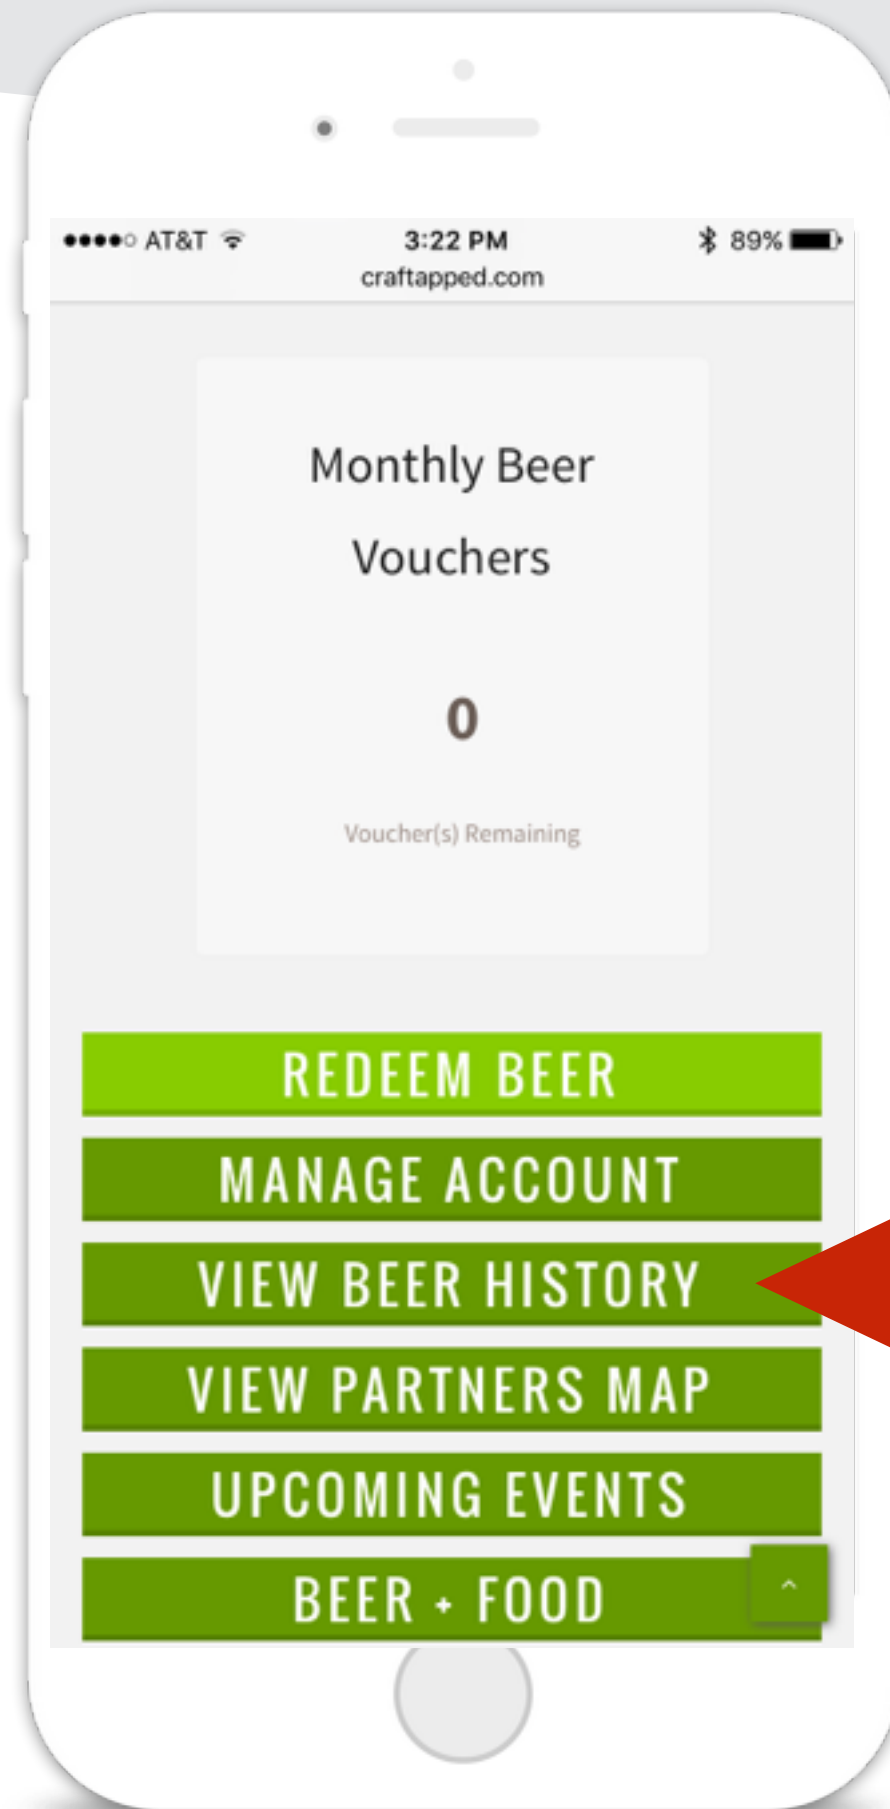 AT&T 3:22 PM 89%
craftapped.com
Monthly Beer
Vouchers
0
Voucher(s) Remaining
REDEEM BEER
MANAGE ACCOUNT
VIEW BEER HISTORY
VIEW PARTNERS MAP
UPCOMING EVENTS
BEER + FOOD